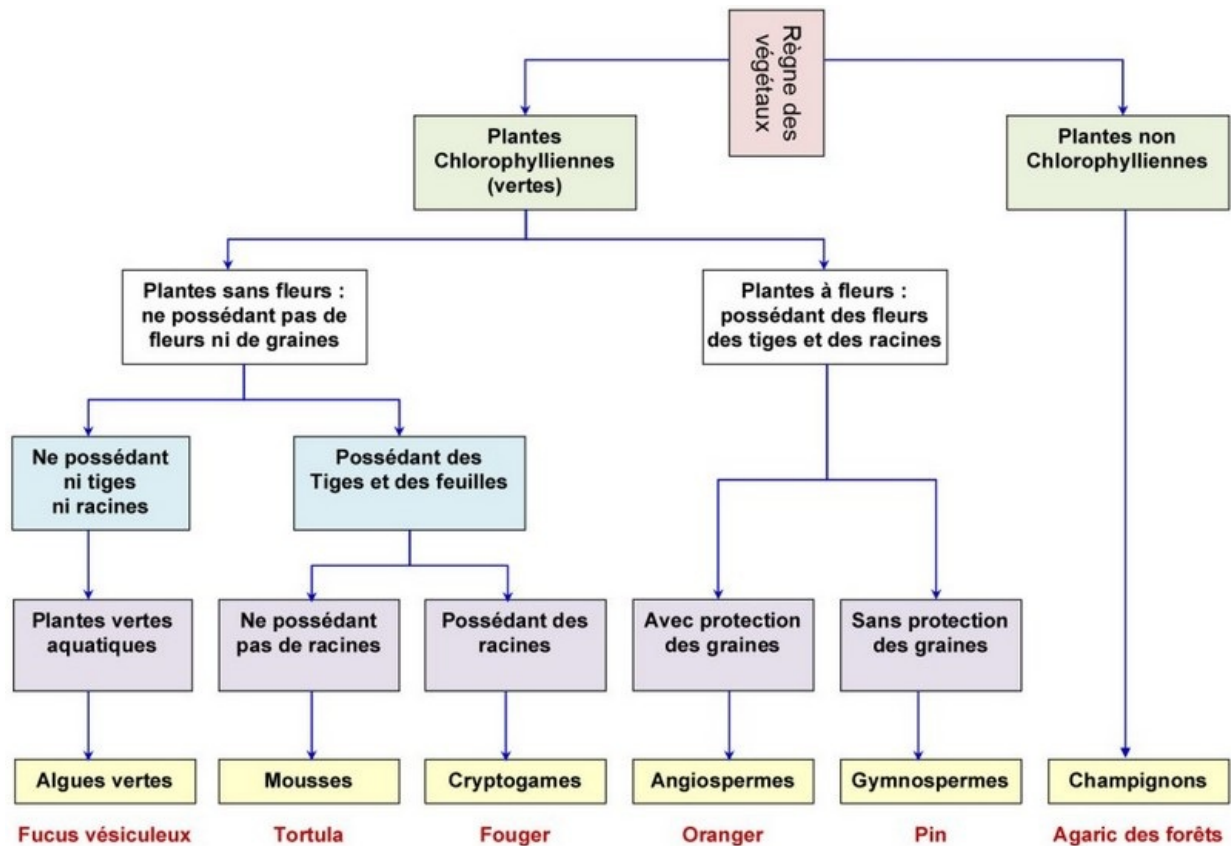 Règne des
végétaux
Plantes
Chlorophylliennes
(vertes)
Plantes non
Chlorophylliennes
Plantes sans fleurs :
ne possédant pas de
fleurs ni de graines
Plantes à fleurs :
possédant des fleurs
des tiges et des racines
Ne possédant
ni tiges
ni racines
Possédant des
Tiges et des feuilles
Plantes vertes
aquatiques
Ne possédant
pas de racines
Possédant des
racines
Avec protection
des graines
Sans protection
des graines
Algues vertes
Mousses
Cryptogames
Angiospermes
Gymnospermes
Champignons
Fucus vésiculeux
Tortula
Fouger
Oranger
Pin
Agaric des forêts